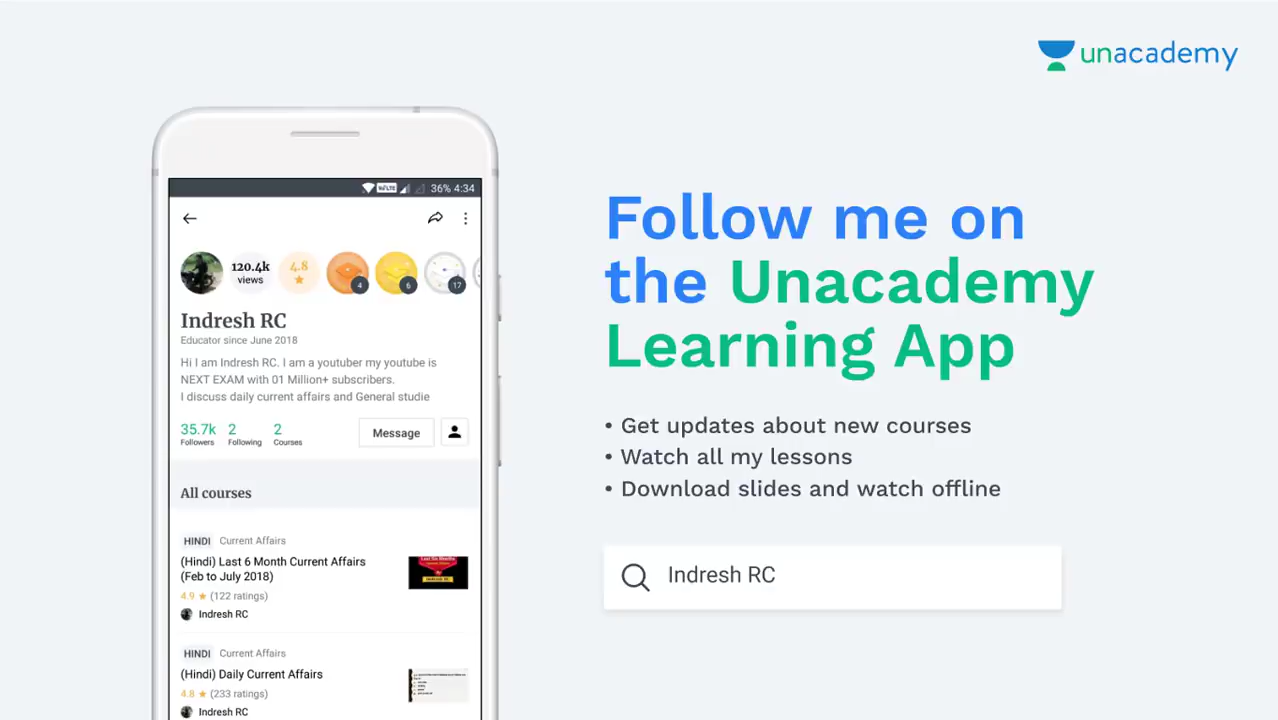 unacademy
VoLTE 36% 4:34
120.4k
views
4.8
4
6
17
Indresh RC
Educator since June 2018
Hi I am Indresh RC. I am a youtuber my youtube is
NEXT EXAM with 01 Million+ subscribers.
I discuss daily current affairs and General studie
35.7k 2 2
Followers Following Courses
Message
All courses
HINDI Current Affairs
(Hindi) Last 6 Month Current Affairs
(Feb to July 2018)
4.9 ★ (122 ratings)
Indresh RC
HINDI Current Affairs
(Hindi) Daily Current Affairs
4.8 ★ (233 ratings)
Indresh RC
Follow me on
the Unacademy
Learning App
• Get updates about new courses
• Watch all my lessons
• Download slides and watch offline
Indresh RC